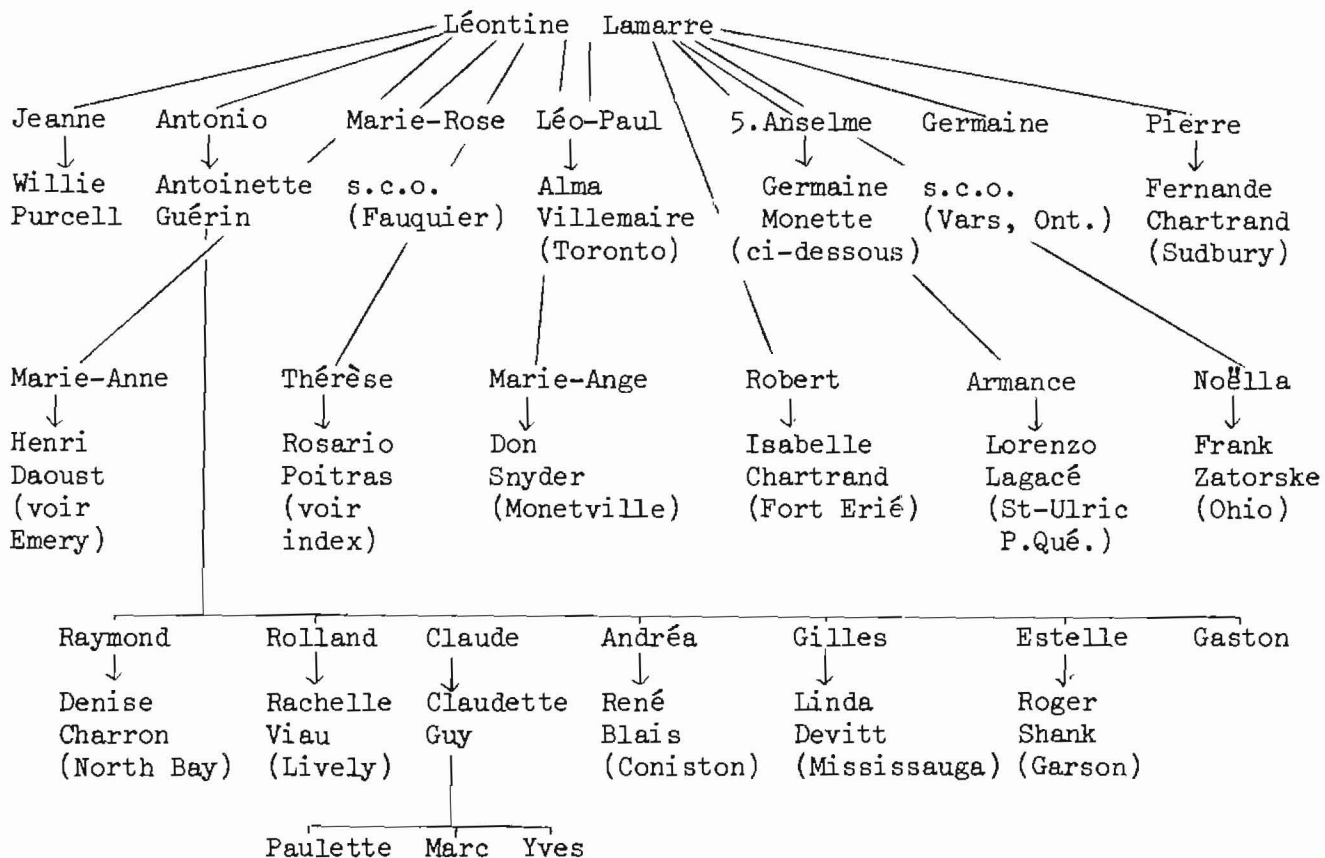 Léontine Lamarre
Jeanne Antonio Marie-Rose Léo-Paul 5.Anselme Germaine Pierre
Willie Antoinette s.c.o. Alma Germaine s.c.o. Fernande
Purcell Guérin (Fauquier) Villemaire Monette (Vars, Ont.) Chartrand
(Toronto) (ci-dessous) (Sudbury)
Marie-Anne Thérèse Marie-Ange Robert Armance Noëlla
Henri Rosario Don Isabelle Lorenzo Frank
Daoust Poitras Snyder Chartrand Lagacé Zatorske
(voir (voir (Monetville) (Fort Erié) (St-Ulric (Ohio)
Emery) index) P.Qué.)
Raymond Rolland Claude Andréa Gilles Estelle Gaston
Denise Rachelle Claudette René Linda Roger
Charron Viau Guy Blais Devitt Shank
(North Bay) (Lively) (Coniston) (Mississauga) (Garson)
Paulette Marc Yves